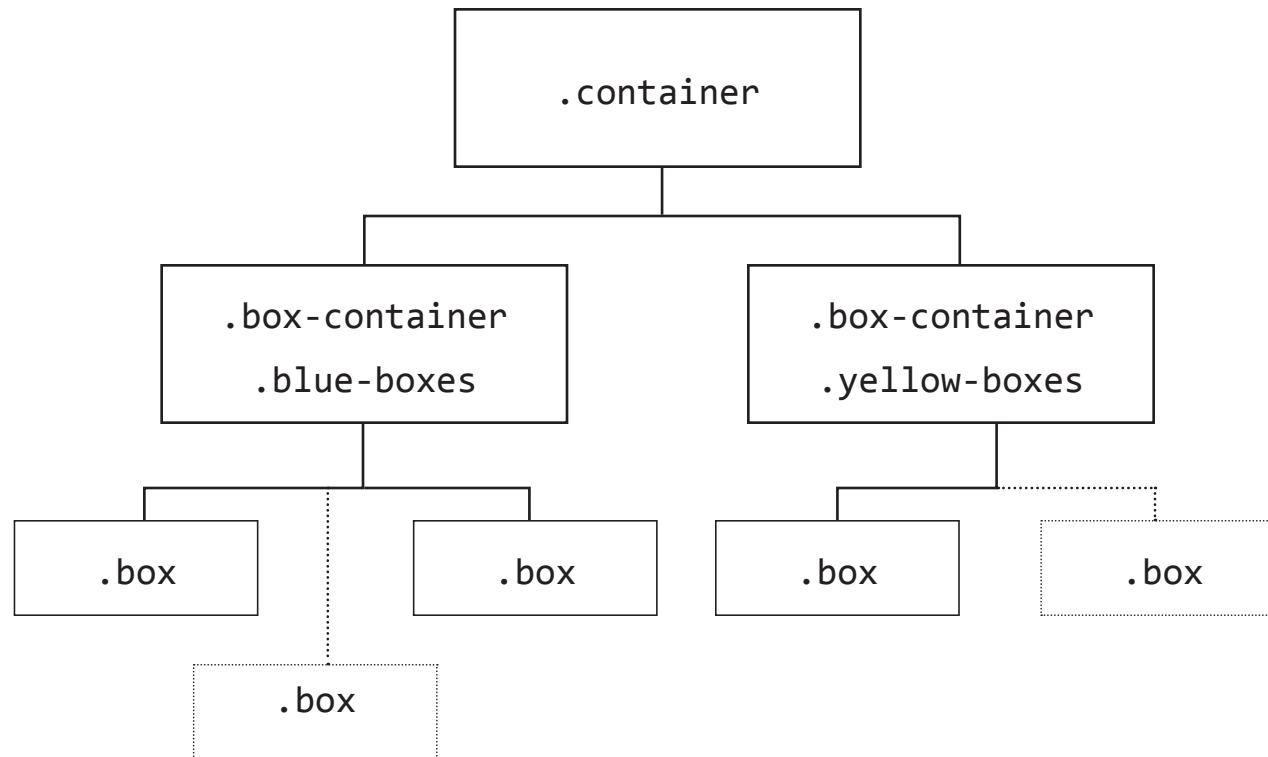 .container
.box-container
.blue-boxes
.box-container
.yellow-boxes
.box
.box
.box
.box
.box